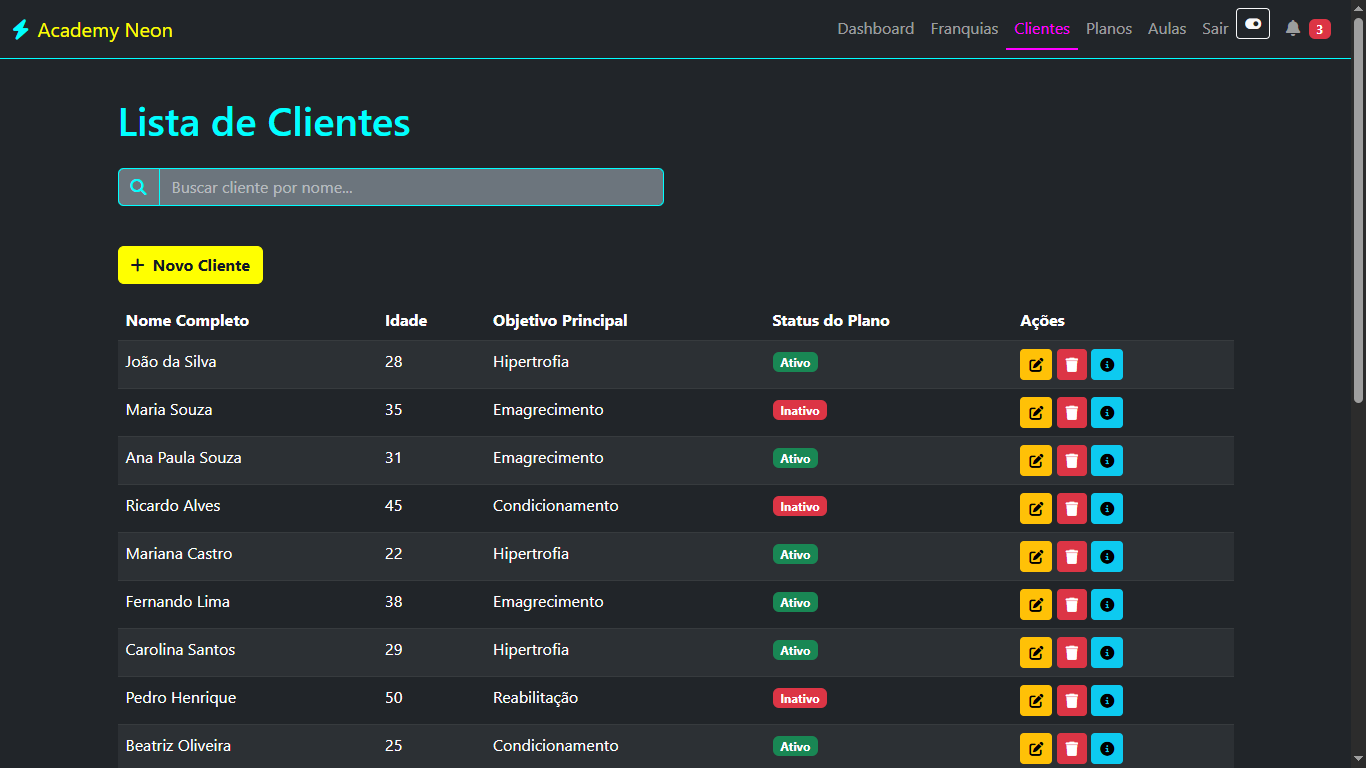 Academy Neon Dashboard Franquias Clientes Planos Aulas Sair 3
Lista de Clientes
Buscar cliente por nome...
+ Novo Cliente
Nome Completo Idade Objetivo Principal Status do Plano Ações
João da Silva 28 Hipertrofia Ativo
Maria Souza 35 Emagrecimento Inativo
Ana Paula Souza 31 Emagrecimento Ativo
Ricardo Alves 45 Condicionamento Inativo
Mariana Castro 22 Hipertrofia Ativo
Fernando Lima 38 Emagrecimento Ativo
Carolina Santos 29 Hipertrofia Ativo
Pedro Henrique 50 Reabilitação Inativo
Beatriz Oliveira 25 Condicionamento Ativo